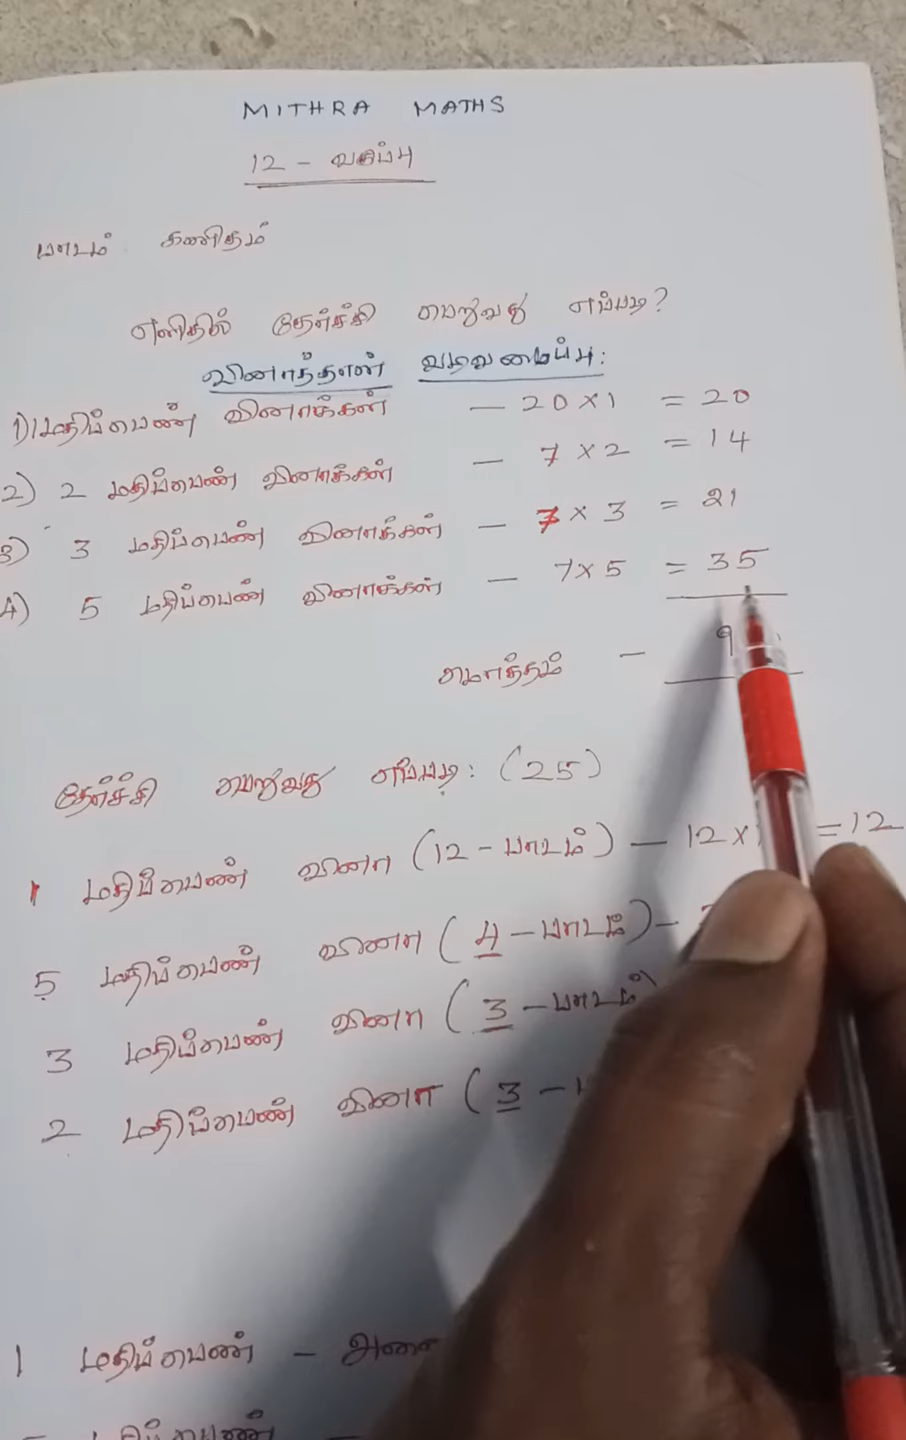 MITHRA MATHS
12 - வகுப்பு
பாடம் கணிதம்
எளிதில் தேர்ச்சி பெறுவது எப்படி?
வினாத்தாள் வடிவமைப்பு:
1) 1 மதிப்பெண் வினாக்கள் - 20 x 1 = 20
2) 2 மதிப்பெண் வினாக்கள் - 7 x 2 = 14
3) 3 மதிப்பெண் வினாக்கள் - 7 x 3 = 21
4) 5 மதிப்பெண் வினாக்கள் - 7 x 5 = 35
மொத்தம் - 9
தேர்ச்சி பெறுவது எப்படி: (25)
1 மதிப்பெண் வினா (12 - பாடம்) - 12 x = 12
5 மதிப்பெண் வினா (4 - பாடம்) -
3 மதிப்பெண் வினா (3 - பாடம்)
2 மதிப்பெண் வினா (3 -
1 மதிப்பெண் -
மதிப்பெண்